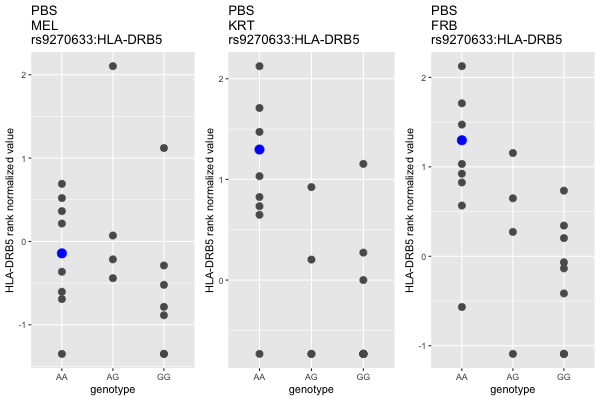 PBS
MEL
rs9270633:HLA-DRB5
HLA-DRB5 rank normalized value
2
1
0
-1
AA
AG
GG
genotype
PBS
KRT
rs9270633:HLA-DRB5
HLA-DRB5 rank normalized value
2
1
0
AA
AG
GG
genotype
PBS
FRB
rs9270633:HLA-DRB5
HLA-DRB5 rank normalized value
2
1
0
-1
AA
AG
GG
genotype